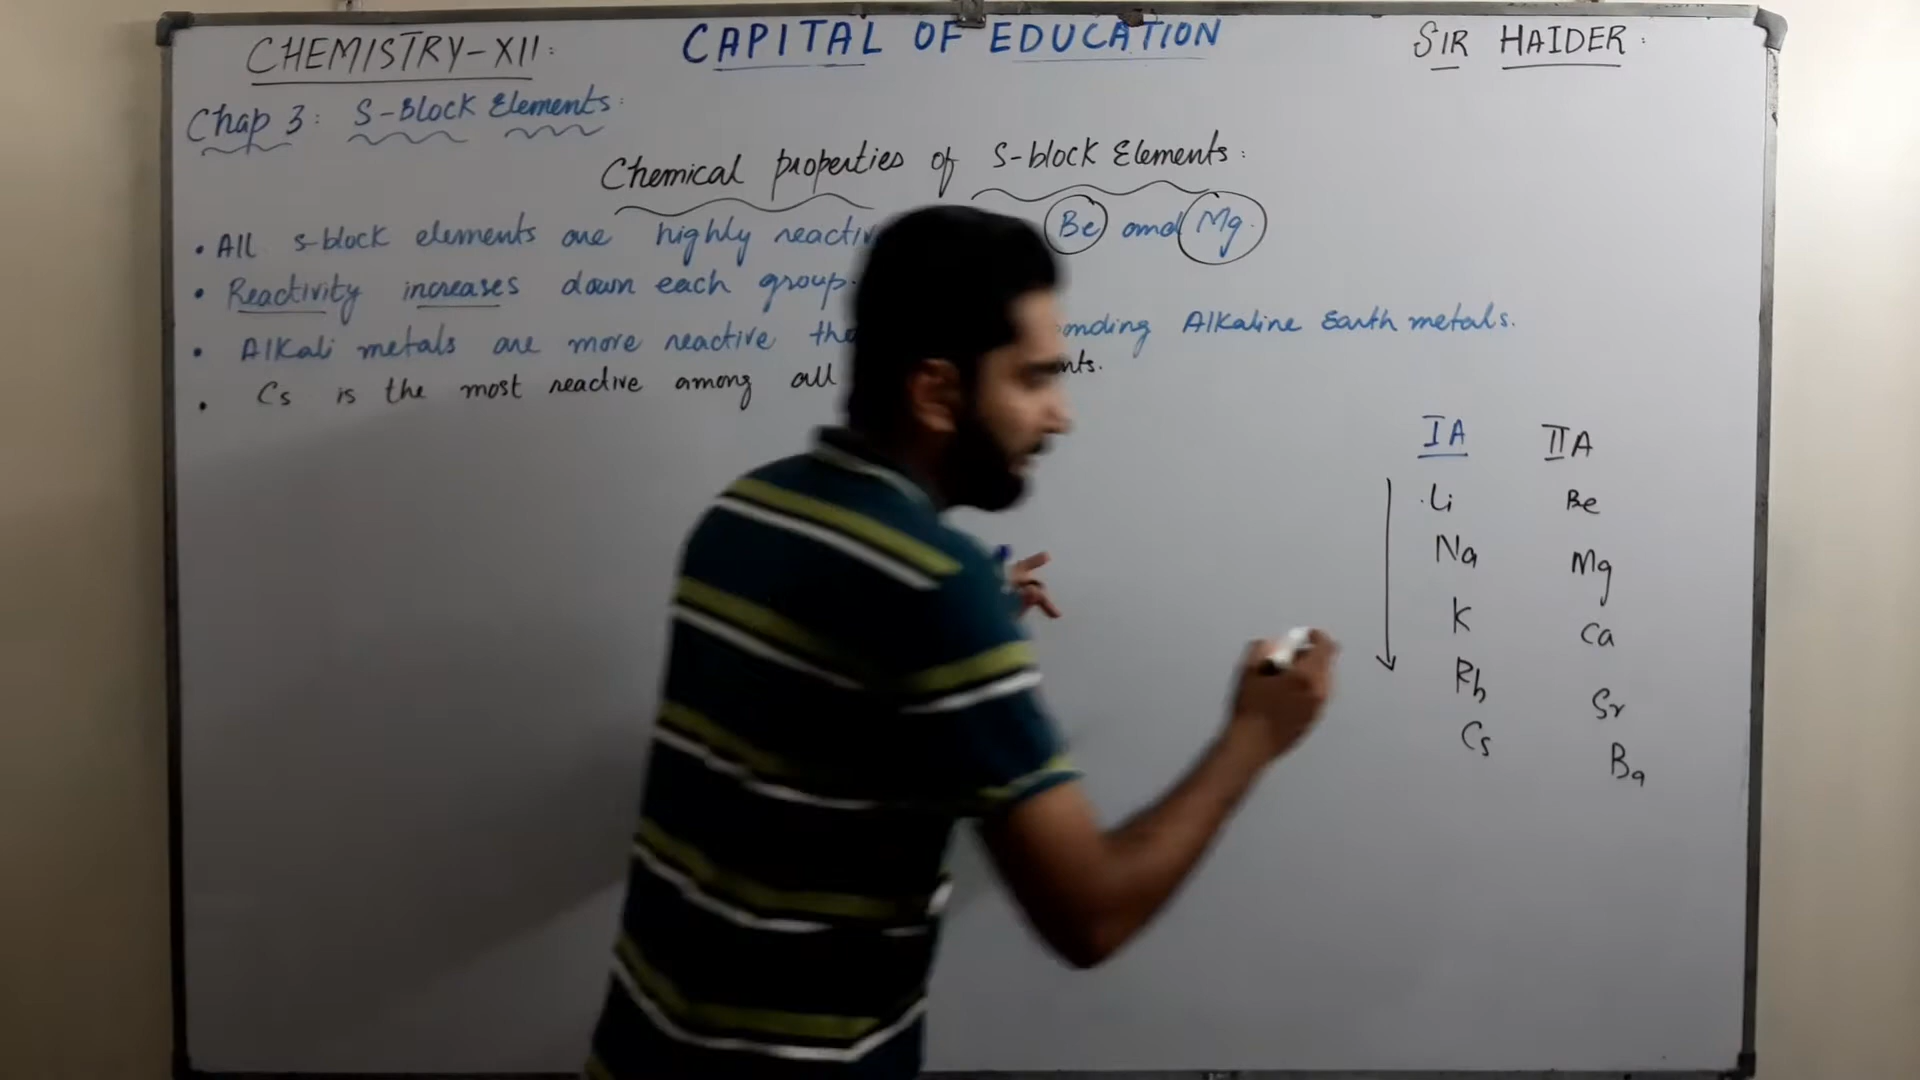 CHEMISTRY-XII:
CAPITAL OF EDUCATION
SIR HAIDER:
Chap 3: S-Block Elements:
Chemical properties of S-block Elements:
• All s-block elements are highly Be and Mg.
• Reactivity increases down each group.
• Alkali metals are more reactive Alkaline Earth metals.
• Cs is the most reactive among all
IA IIA
Li Be
Na Mg
K Ca
Rb Sr
Cs Ba